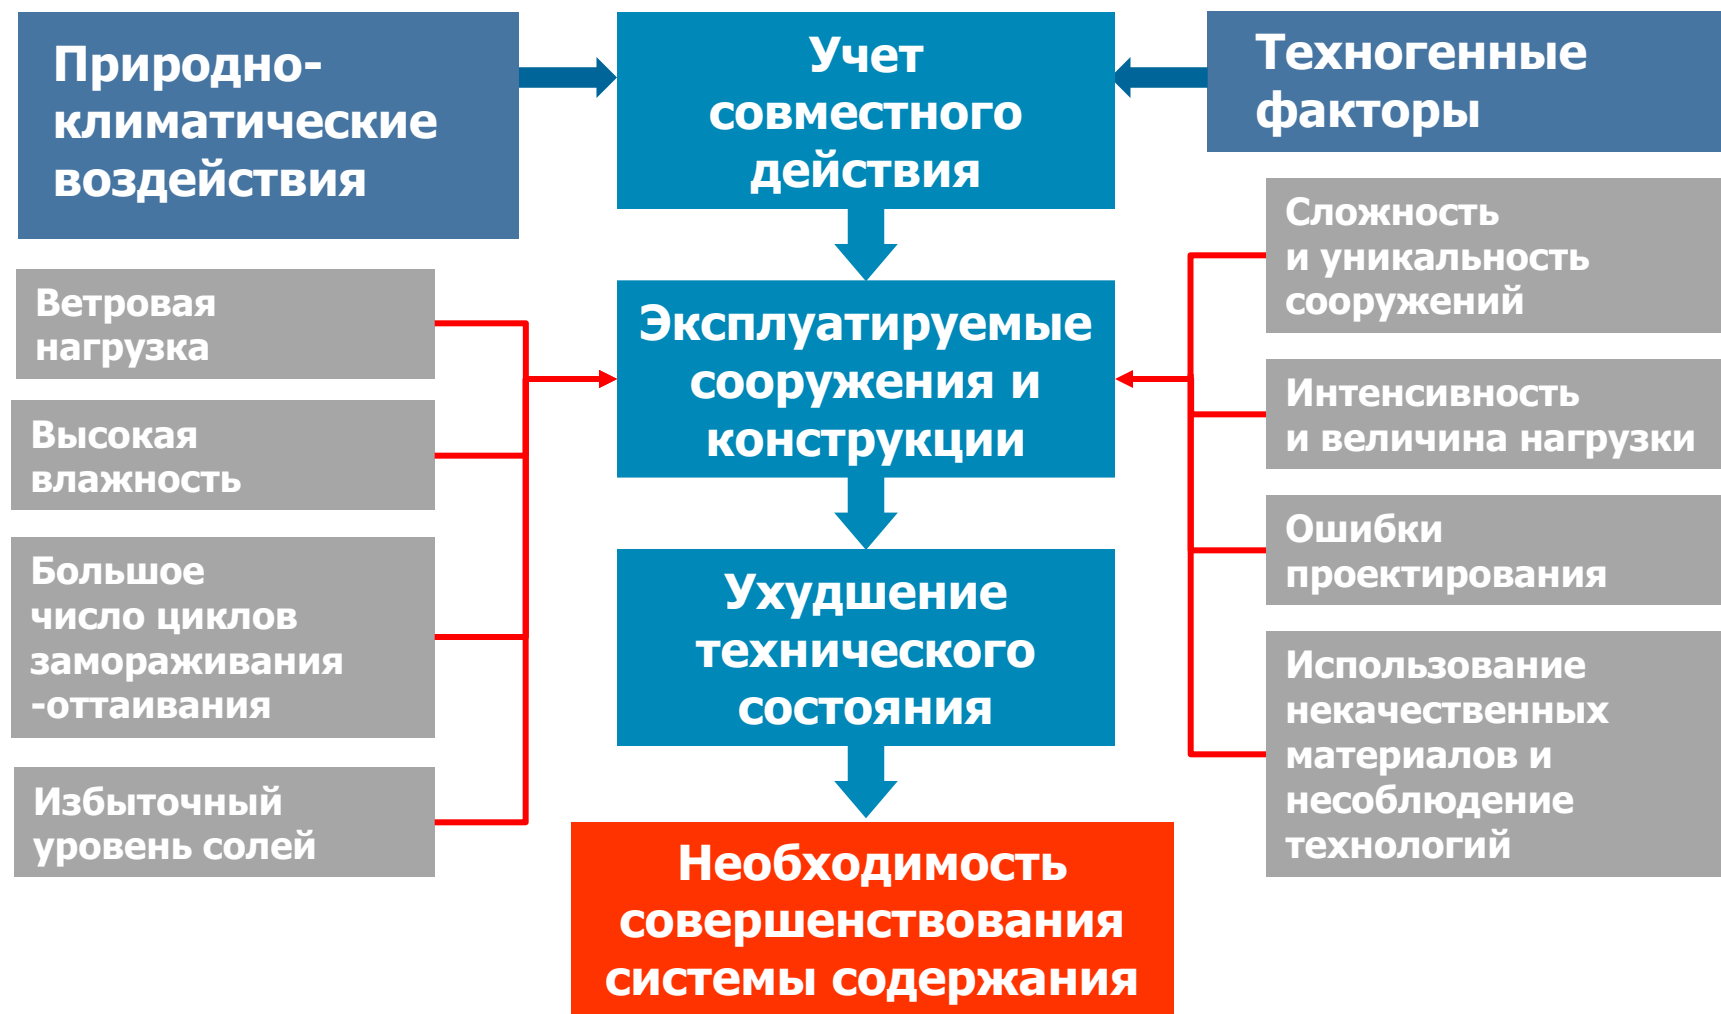 Природно-
климатические
воздействия
Учет
совместного
действия
Техногенные
факторы
Ветровая
нагрузка
Высокая
влажность
Большое
число циклов
замораживания
-оттаивания
Избыточный
уровень солей
Эксплуатируемые
сооружения и
конструкции
Ухудшение
технического
состояния
Необходимость
совершенствования
системы содержания
Сложность
и уникальность
сооружений
Интенсивность
и величина нагрузки
Ошибки
проектирования
Использование
некачественных
материалов и
несоблюдение
технологий